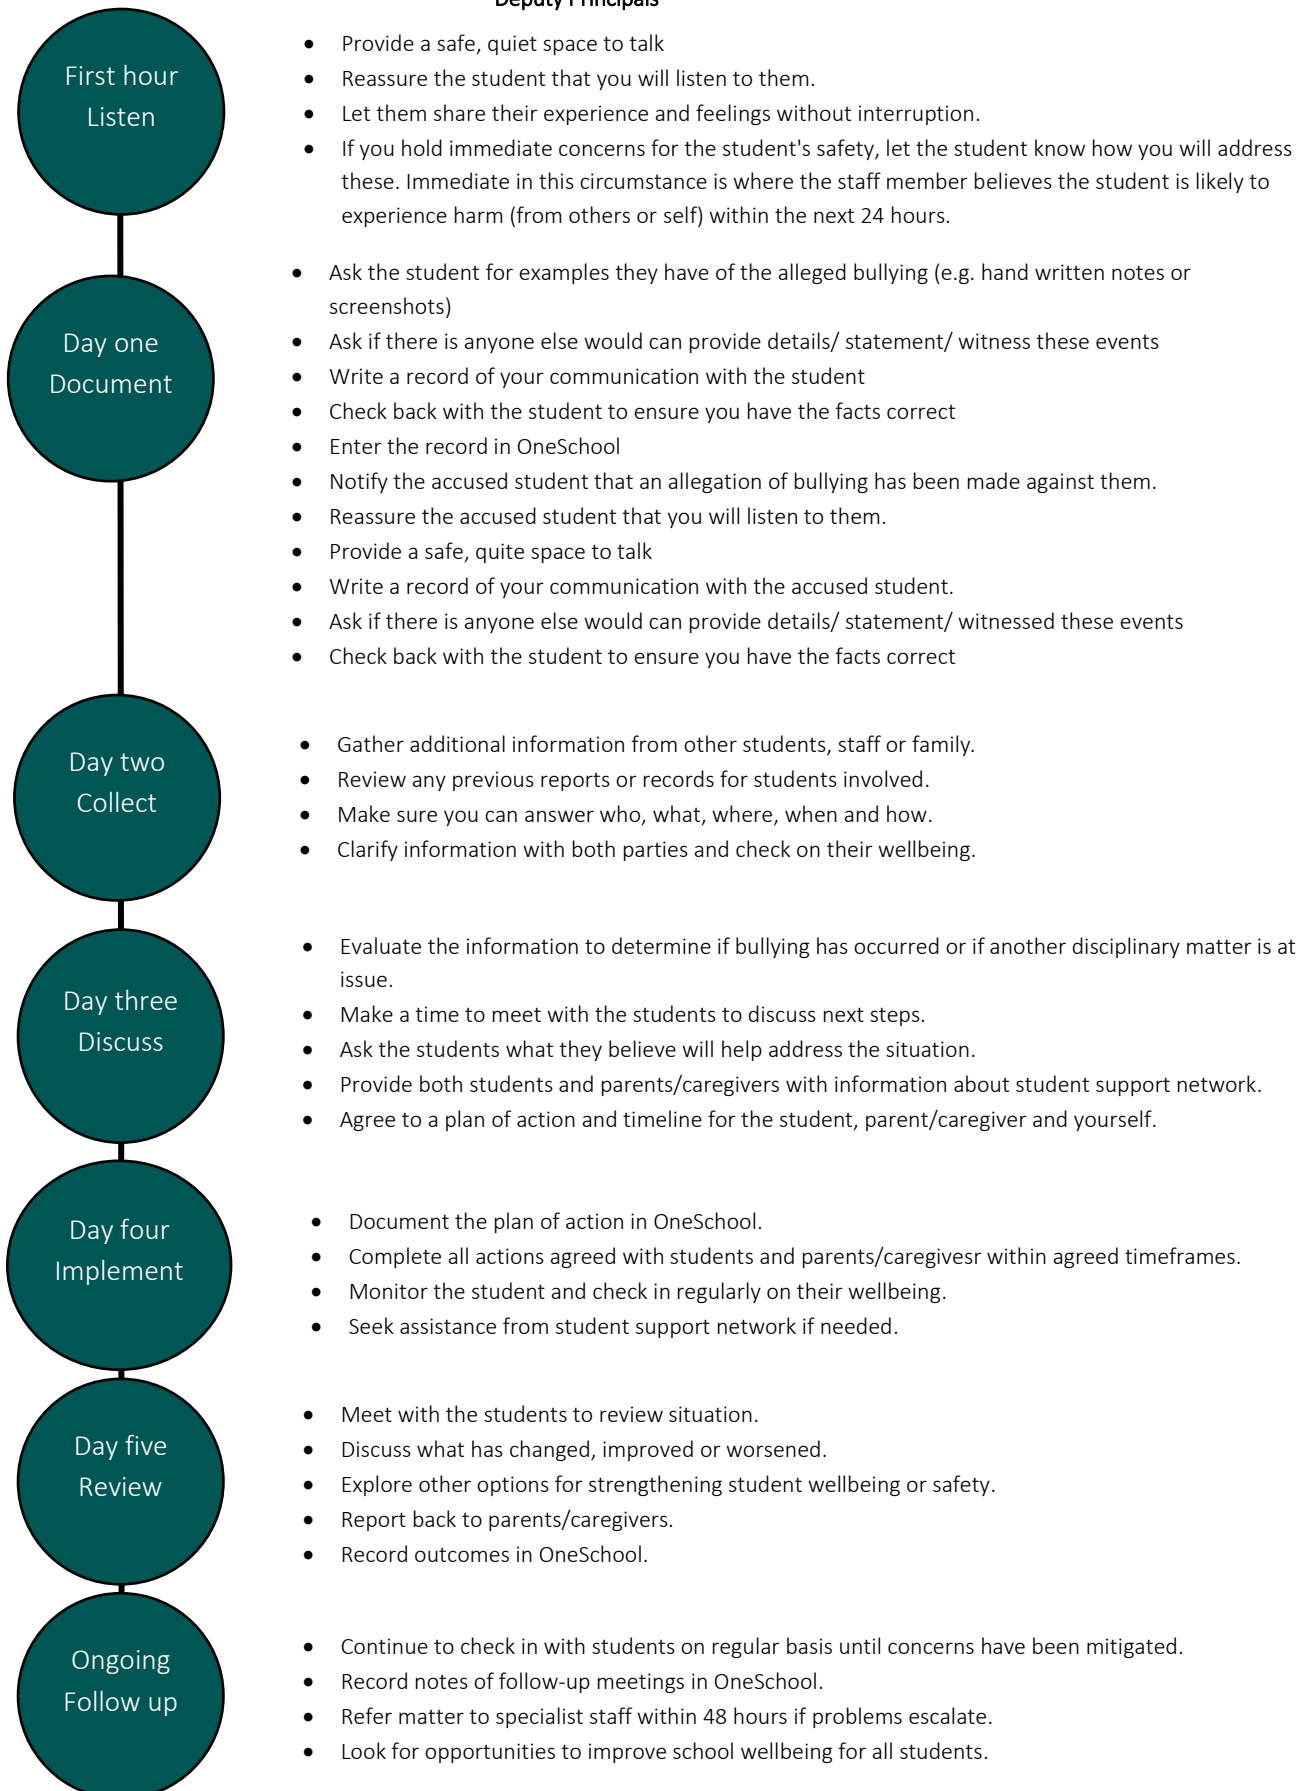 Deputy Principals
First hour
Listen
• Provide a safe, quiet space to talk
• Reassure the student that you will listen to them.
• Let them share their experience and feelings without interruption.
• If you hold immediate concerns for the student's safety, let the student know how you will address
these. Immediate in this circumstance is where the staff member believes the student is likely to
experience harm (from others or self) within the next 24 hours.
Day one
Document
• Ask the student for examples they have of the alleged bullying (e.g. hand written notes or
screenshots)
• Ask if there is anyone else would can provide details/ statement/ witness these events
• Write a record of your communication with the student
• Check back with the student to ensure you have the facts correct
• Enter the record in OneSchool
• Notify the accused student that an allegation of bullying has been made against them.
• Reassure the accused student that you will listen to them.
• Provide a safe, quite space to talk
• Write a record of your communication with the accused student.
• Ask if there is anyone else would can provide details/ statement/ witnessed these events
• Check back with the student to ensure you have the facts correct
Day two
Collect
• Gather additional information from other students, staff or family.
• Review any previous reports or records for students involved.
• Make sure you can answer who, what, where, when and how.
• Clarify information with both parties and check on their wellbeing.
Day three
Discuss
• Evaluate the information to determine if bullying has occurred or if another disciplinary matter is at
issue.
• Make a time to meet with the students to discuss next steps.
• Ask the students what they believe will help address the situation.
• Provide both students and parents/caregivers with information about student support network.
• Agree to a plan of action and timeline for the student, parent/caregiver and yourself.
Day four
Implement
• Document the plan of action in OneSchool.
• Complete all actions agreed with students and parents/caregivesr within agreed timeframes.
• Monitor the student and check in regularly on their wellbeing.
• Seek assistance from student support network if needed.
Day five
Review
• Meet with the students to review situation.
• Discuss what has changed, improved or worsened.
• Explore other options for strengthening student wellbeing or safety.
• Report back to parents/caregivers.
• Record outcomes in OneSchool.
Ongoing
Follow up
• Continue to check in with students on regular basis until concerns have been mitigated.
• Record notes of follow-up meetings in OneSchool.
• Refer matter to specialist staff within 48 hours if problems escalate.
• Look for opportunities to improve school wellbeing for all students.